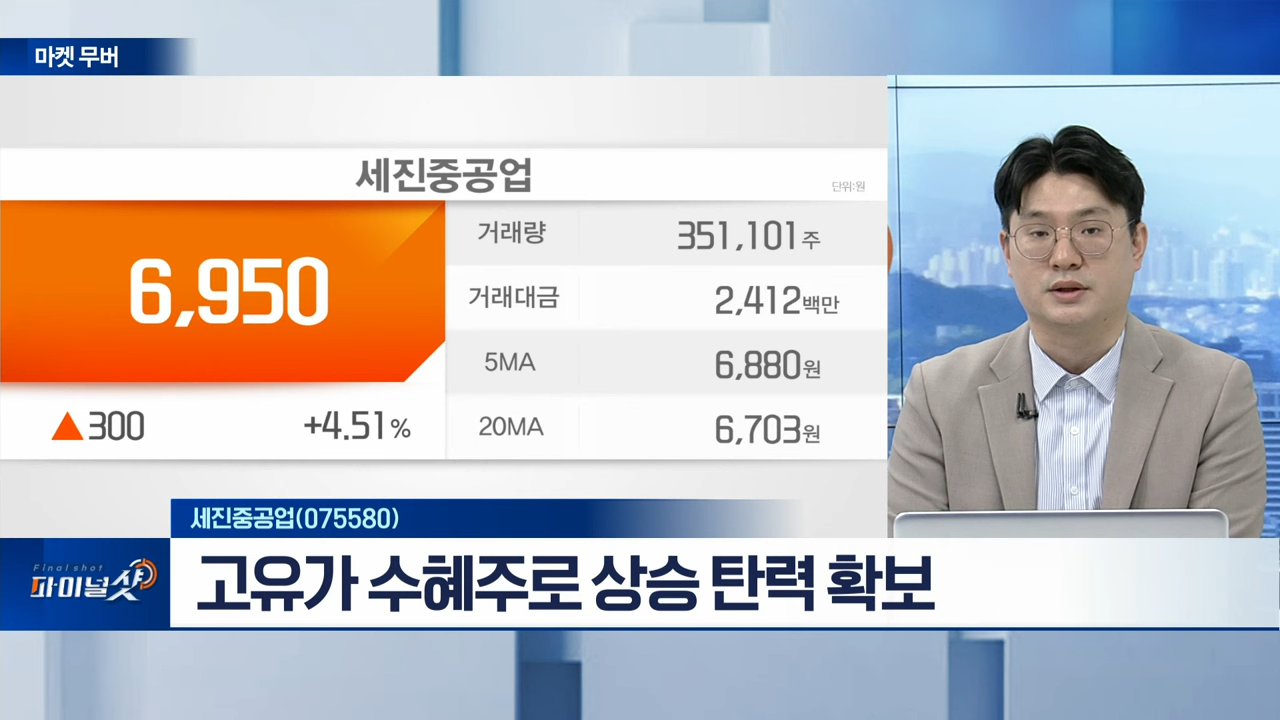 마켓 무버
세진중공업
단위:원
6,950
▲300 +4.51%
거래량 351,101주
거래대금 2,412백만
5MA 6,880원
20MA 6,703원
세진중공업(075580)
Final shot
파이널샷
고유가 수혜주로 상승 탄력 확보